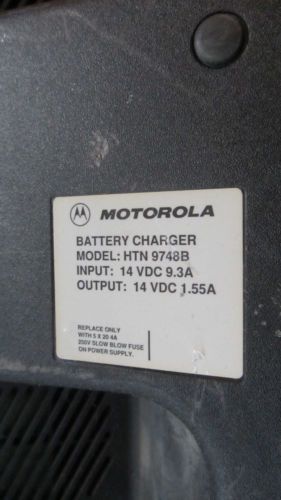 MOTOROLA
BATTERY CHARGER
MODEL: HTN 9748B
INPUT: 14 VDC 9.3A
OUTPUT: 14 VDC 1.55A
REPLACE ONLY
WITH 5 X 20 4A
250V SLOW BLOW FUSE
ON POWER SUPPLY.